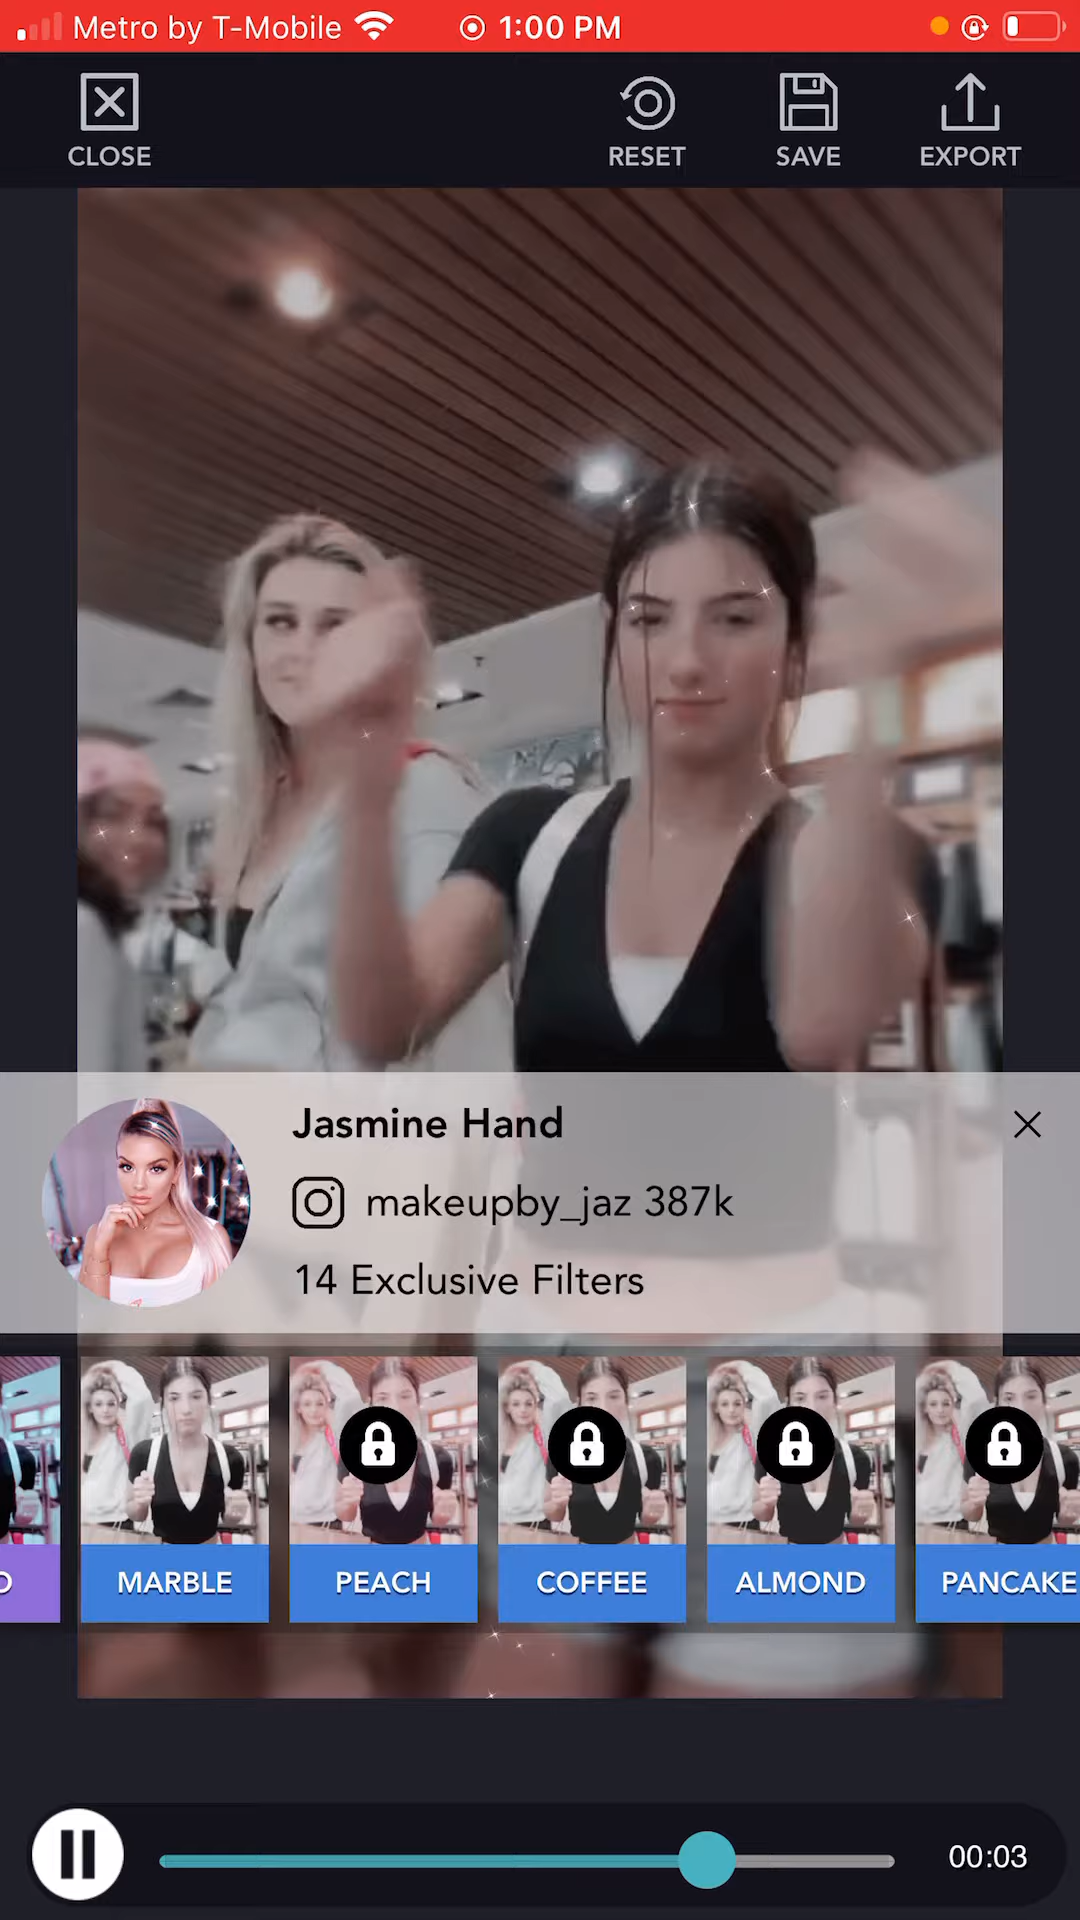 Metro by T-Mobile
1:00 PM
CLOSE
RESET
SAVE
EXPORT
Jasmine Hand
makeupby_jaz 387k
14 Exclusive Filters
MARBLE
PEACH
COFFEE
ALMOND
PANCAKE
00:03